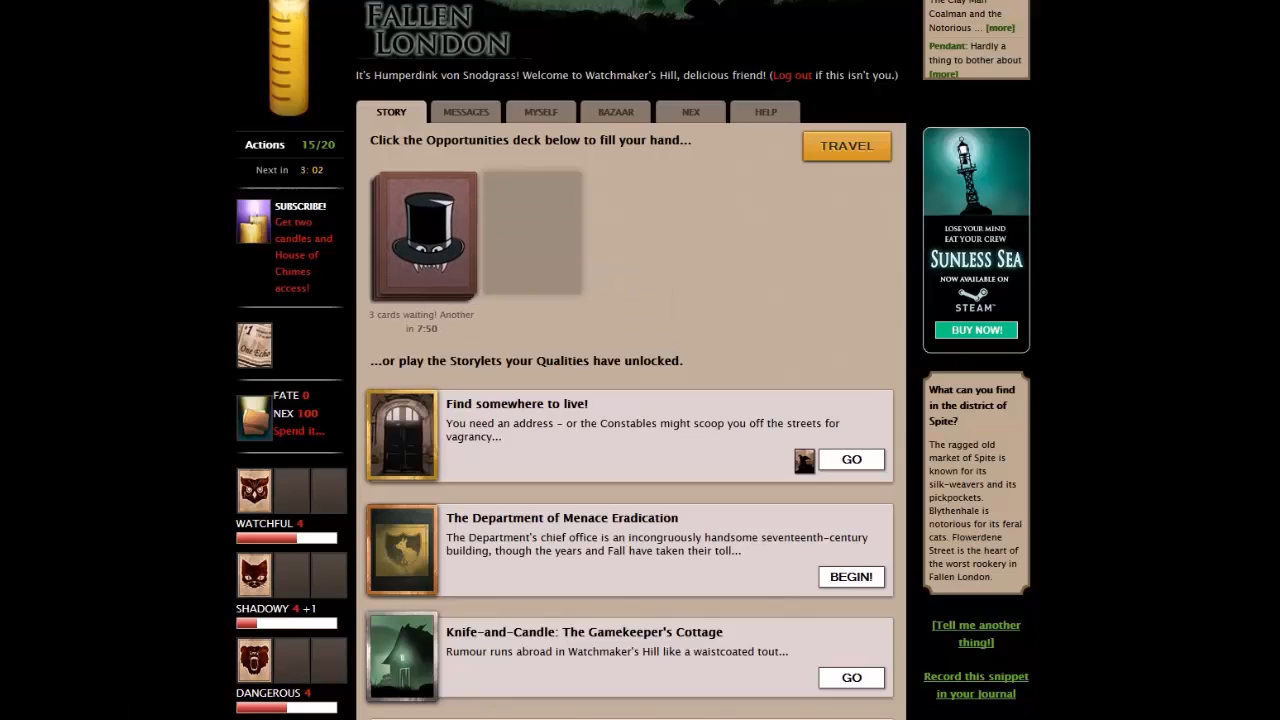 FALLEN
LONDON
It's Humperdink von Snodgrass! Welcome to Watchmaker's Hill, delicious friend! (Log out if this isn't you.)
STORY
MESSAGES
MYSELF
BAZAAR
NEX
HELP
Actions 15/20
Next in 3: 02
SUBSCRIBE!
Get two
candles and
House of
Chimes
access!
#1
One Echo
FATE 0
NEX 100
Spend it...
WATCHFUL 4
SHADOWY 4 +1
DANGEROUS 4
Click the Opportunities deck below to fill your hand...
TRAVEL
3 cards waiting! Another
in 7:50
...or play the Storylets your Qualities have unlocked.
Find somewhere to live!
You need an address - or the Constables might scoop you off the streets for
vagrancy...
GO
The Department of Menace Eradication
The Department's chief office is an incongruously handsome seventeenth-century
building, though the years and Fall have taken their toll...
BEGIN!
Knife-and-Candle: The Gamekeeper's Cottage
Rumour runs abroad in Watchmaker's Hill like a waistcoated tout...
GO
The Clay Man
Coalman and the
Notorious ... [more]
Pendant: Hardly a
thing to bother about
[more]
LOSE YOUR MIND
EAT YOUR CREW
SUNLESS SEA
NOW AVAILABLE ON
STEAM™
BUY NOW!
What can you find
in the district of
Spite?
The ragged old
market of Spite is
known for its
silk-weavers and its
pickpockets.
Blythenhale is
notorious for its feral
cats. Flowerdene
Street is the heart of
the worst rookery in
Fallen London.
[Tell me another
thing!]
Record this snippet
in your Journal